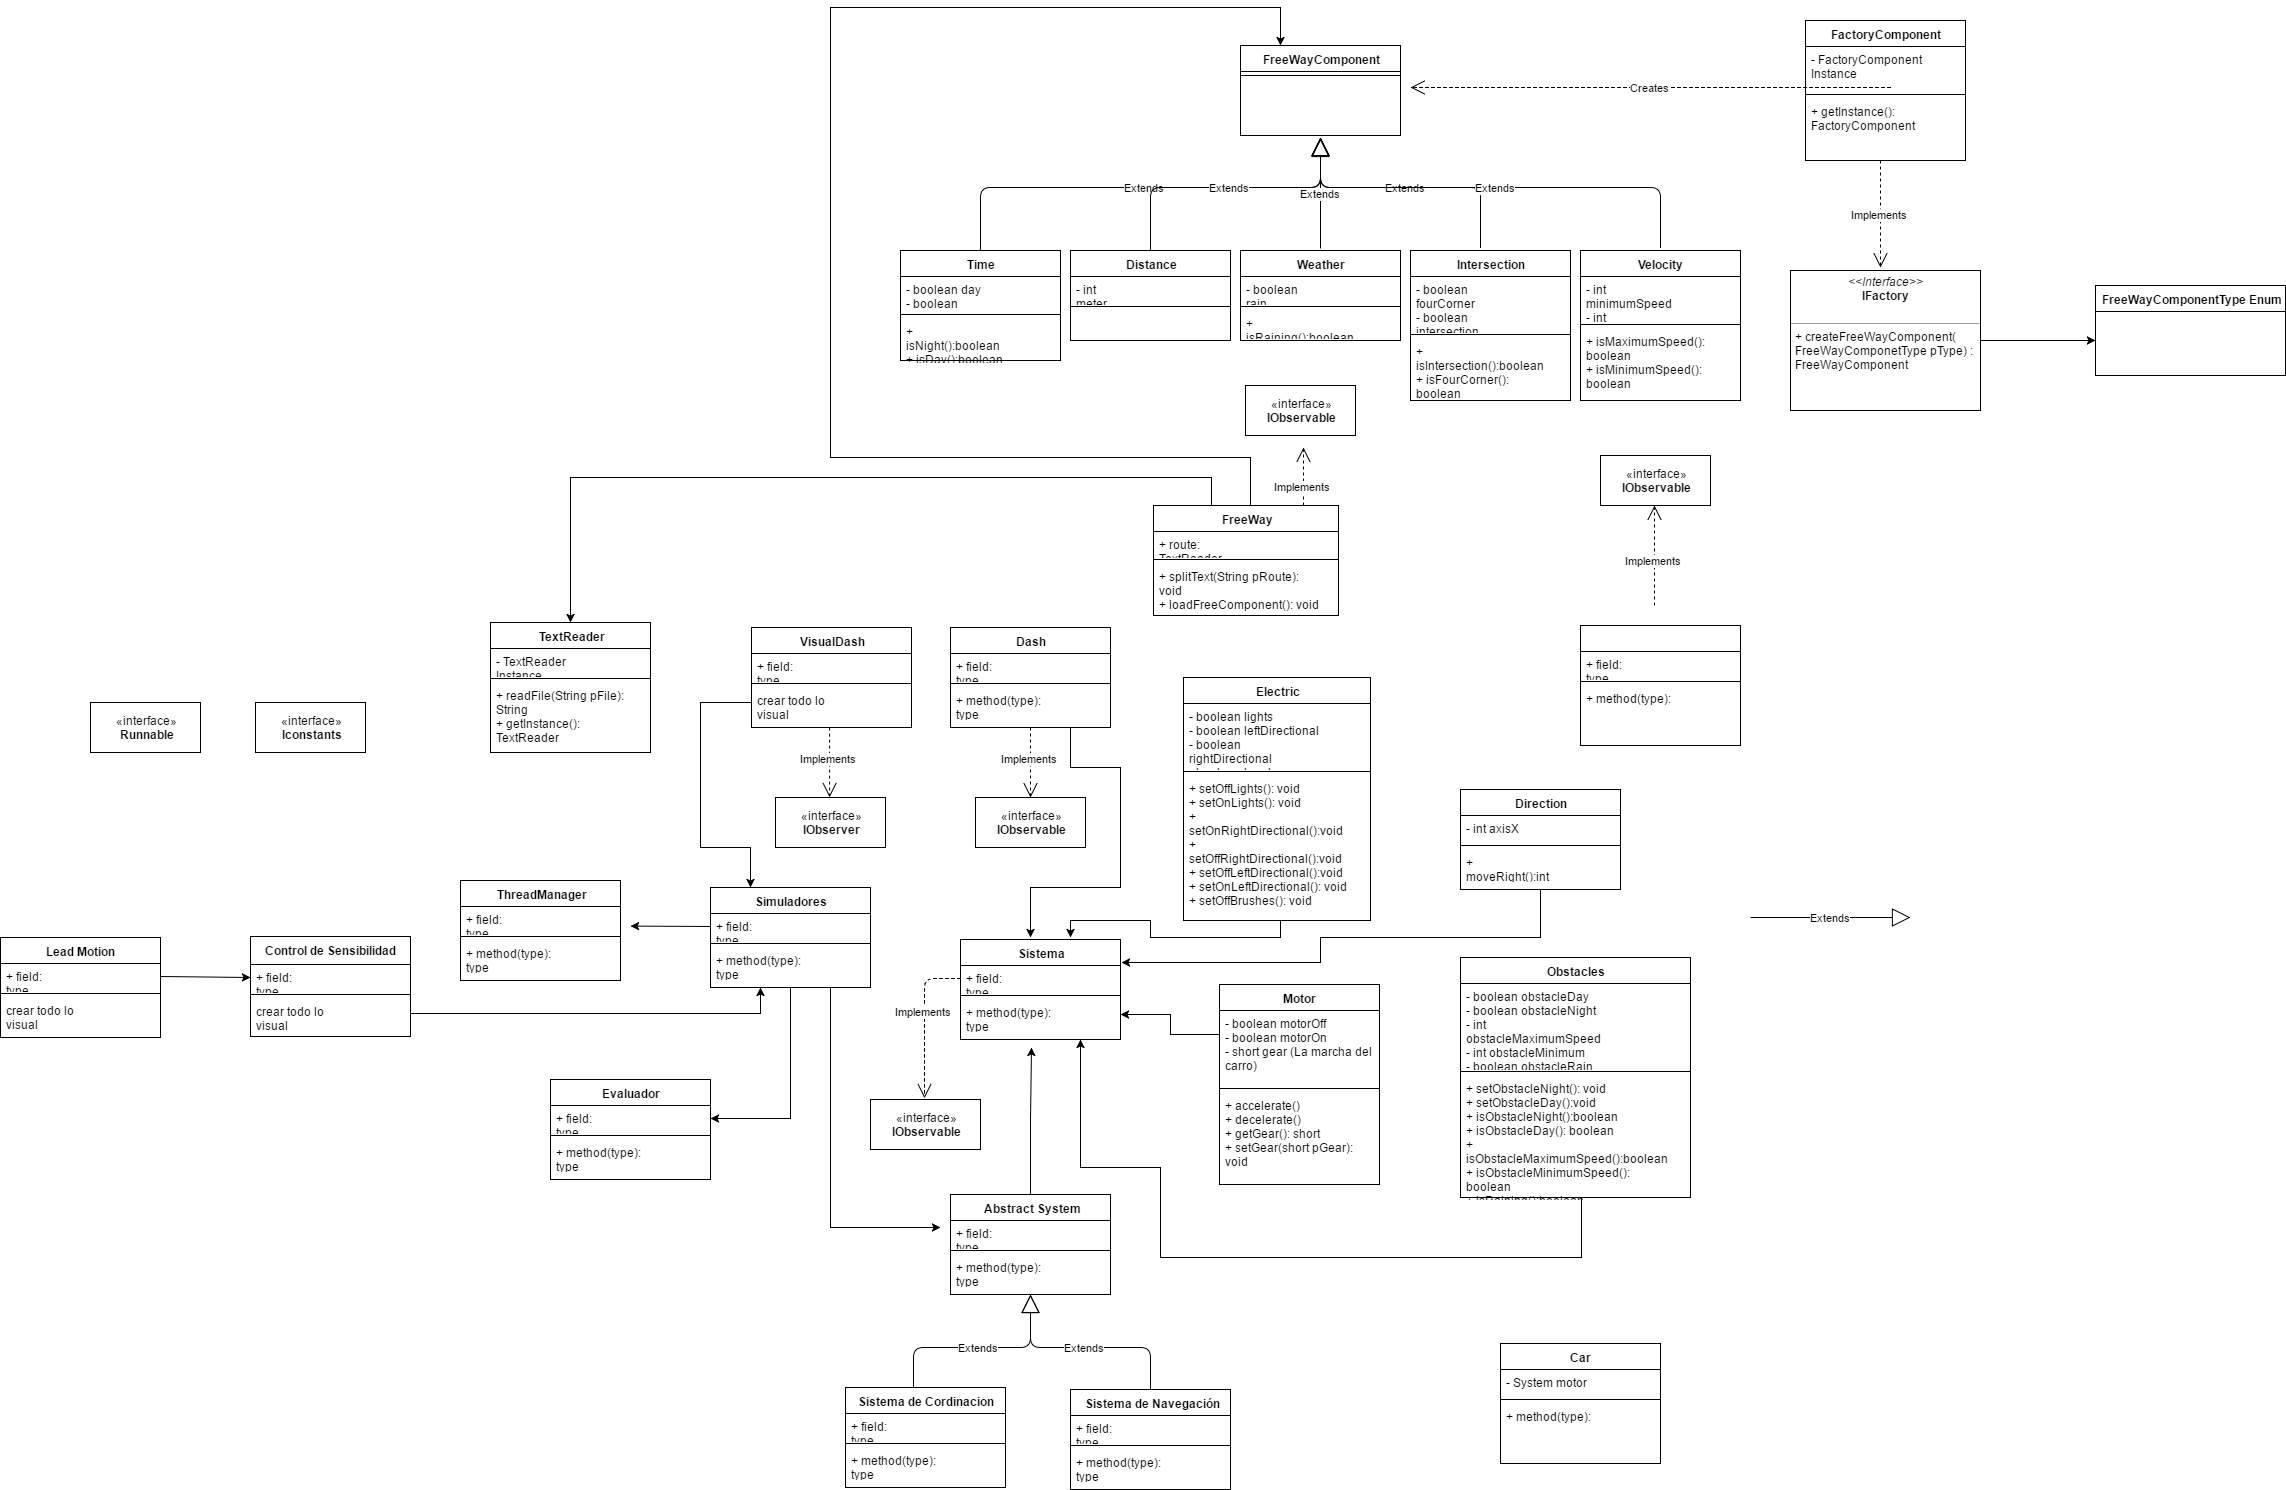 FreeWayComponent
FactoryComponent
- FactoryComponent
Instance
+ getInstance():
FactoryComponent
Creates
Extends
Extends
Extends
Extends
Extends
Implements
Time
- boolean day
- boolean
+
isNight():boolean
+ isDay():boolean
Distance
- int
meter
Weather
- boolean
rain
+
isRaining():boolean
Intersection
- boolean
fourCorner
- boolean
intersection
+
isIntersection():boolean
+ isFourCorner():
boolean
Velocity
- int
minimumSpeed
- int
+ isMaximumSpeed():
boolean
+ isMinimumSpeed():
boolean
<<Interface>>
IFactory
+ createFreeWayComponent(
FreeWayComponetType pType) :
FreeWayComponent
FreeWayComponentType Enum
«interface»
IObservable
Implements
«interface»
IObservable
Implements
FreeWay
+ route:
TextReader
+ splitText(String pRoute):
void
+ loadFreeComponent(): void
TextReader
- TextReader
Instance
+ readFile(String pFile):
String
+ getInstance():
TextReader
VisualDash
+ field:
type
crear todo lo
visual
Dash
+ field:
type
+ method(type):
type
+ field:
type
+ method(type):
Electric
- boolean lights
- boolean leftDirectional
- boolean
rightDirectional
+ setOffLights(): void
+ setOnLights(): void
+
setOnRightDirectional():void
+
setOffRightDirectional():void
+ setOffLeftDirectional():void
+ setOnLeftDirectional(): void
+ setOffBrushes(): void
«interface»
Runnable
«interface»
Iconstants
Implements
Implements
«interface»
IObserver
«interface»
IObservable
Direction
- int axisX
+
moveRight():int
ThreadManager
+ field:
type
+ method(type):
type
Simuladores
+ field:
type
+ method(type):
type
Extends
Lead Motion
+ field:
type
crear todo lo
visual
Control de Sensibilidad
+ field:
type
crear todo lo
visual
Sistema
+ field:
type
+ method(type):
type
Implements
Motor
- boolean motorOff
- boolean motorOn
- short gear (La marcha del
carro)
+ accelerate()
+ decelerate()
+ getGear(): short
+ setGear(short pGear):
void
Obstacles
- boolean obstacleDay
- boolean obstacleNight
- int
obstacleMaximumSpeed
- int obstacleMinimum
- boolean obstacleRain
+ setObstacleNight(): void
+ setObstacleDay():void
+ isObstacleNight():boolean
+ isObstacleDay(): boolean
+
isObstacleMaximumSpeed():boolean
+ isObstacleMinimumSpeed():
boolean
+ isRaining():boolean
Evaluador
+ field:
type
+ method(type):
type
«interface»
IObservable
Abstract System
+ field:
type
+ method(type):
type
Extends
Extends
Sistema de Cordinacion
+ field:
type
+ method(type):
type
Sistema de Navegación
+ field:
type
+ method(type):
type
Car
- System motor
+ method(type):